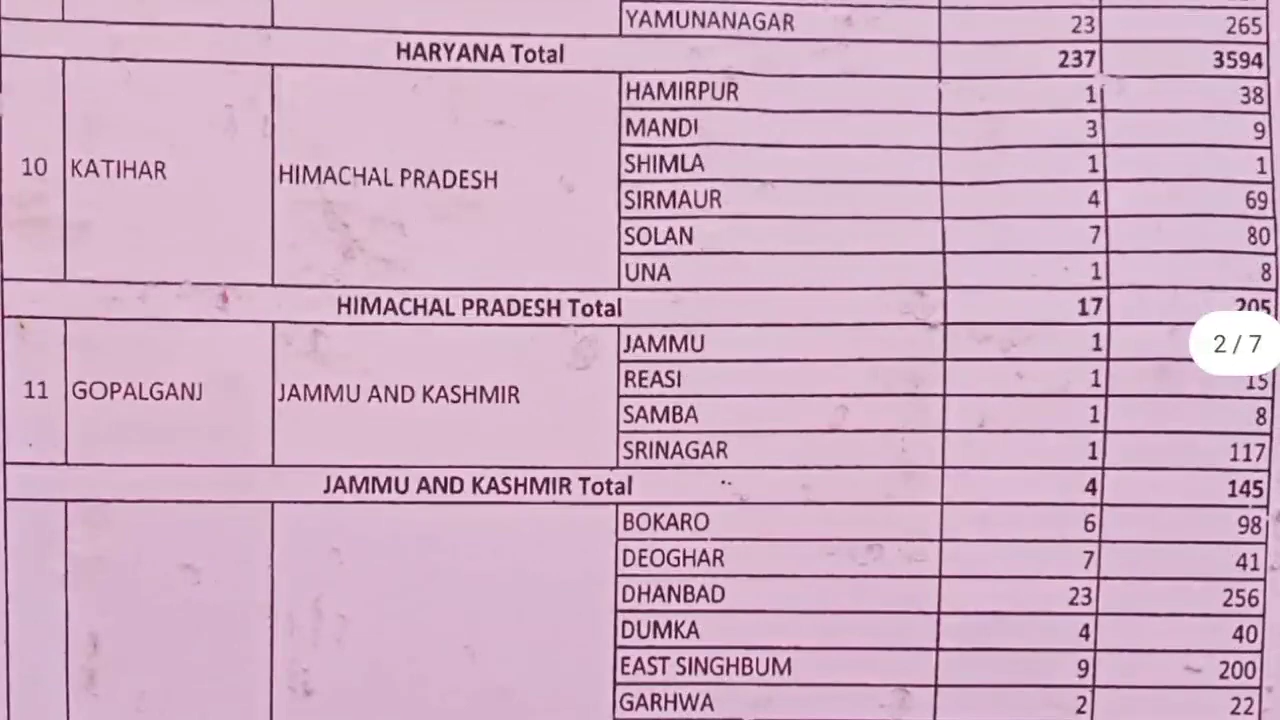 YAMUNANAGAR 23 265
HARYANA Total 237 3594
HAMIRPUR 1 38
MANDI 3 9
10 KATIHAR HIMACHAL PRADESH SHIMLA 1 1
SIRMAUR 4 69
SOLAN 7 80
UNA 1 8
HIMACHAL PRADESH Total 17 205
JAMMU 1
2 / 7
REASI 1 15
11 GOPALGANJ JAMMU AND KASHMIR SAMBA 1 8
SRINAGAR 1 117
JAMMU AND KASHMIR Total 4 145
BOKARO 6 98
DEOGHAR 7 41
DHANBAD 23 256
DUMKA 4 40
EAST SINGHBUM 9 200
GARHWA 2 22